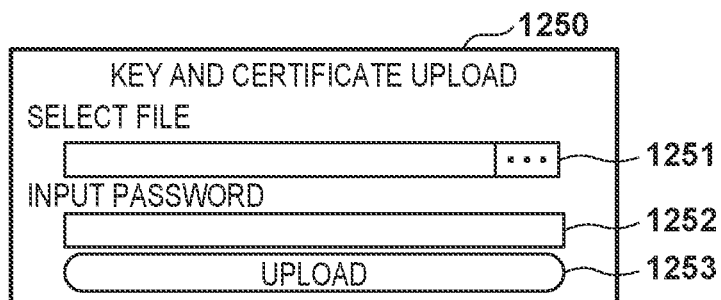 1250
KEY AND CERTIFICATE UPLOAD
SELECT FILE
... 1251
INPUT PASSWORD
1252
UPLOAD 1253